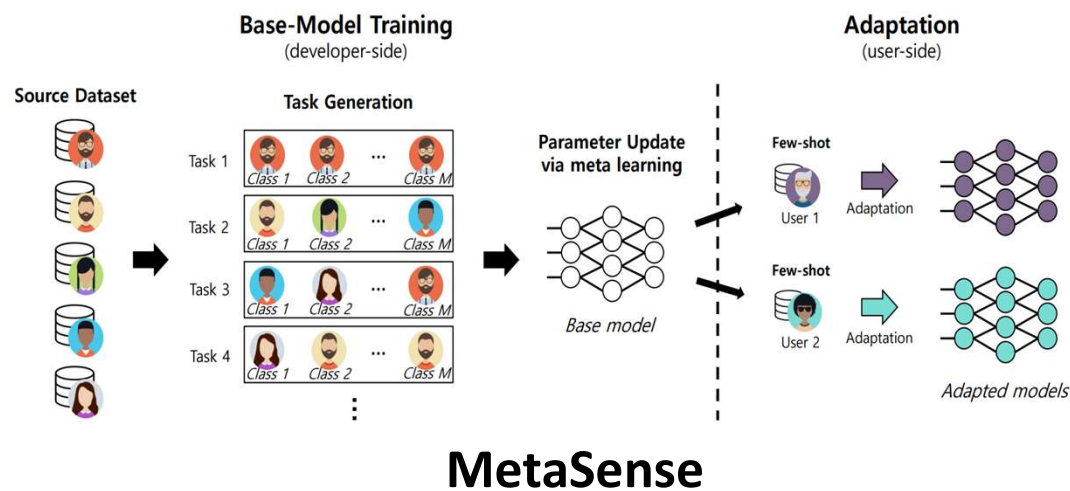 Base-Model Training
(developer-side)
Adaptation
(user-side)
Source Dataset
Task Generation
Task 1
Class 1 Class 2 ... Class M
Task 2
Class 1 Class 2 ... Class M
Task 3
Class 1 Class 2 ... Class M
Task 4
Class 1 Class 2 ... Class M
⋮
Parameter Update
via meta learning
Base model
Few-shot
User 1
Adaptation
Few-shot
User 2
Adaptation
Adapted models
MetaSense